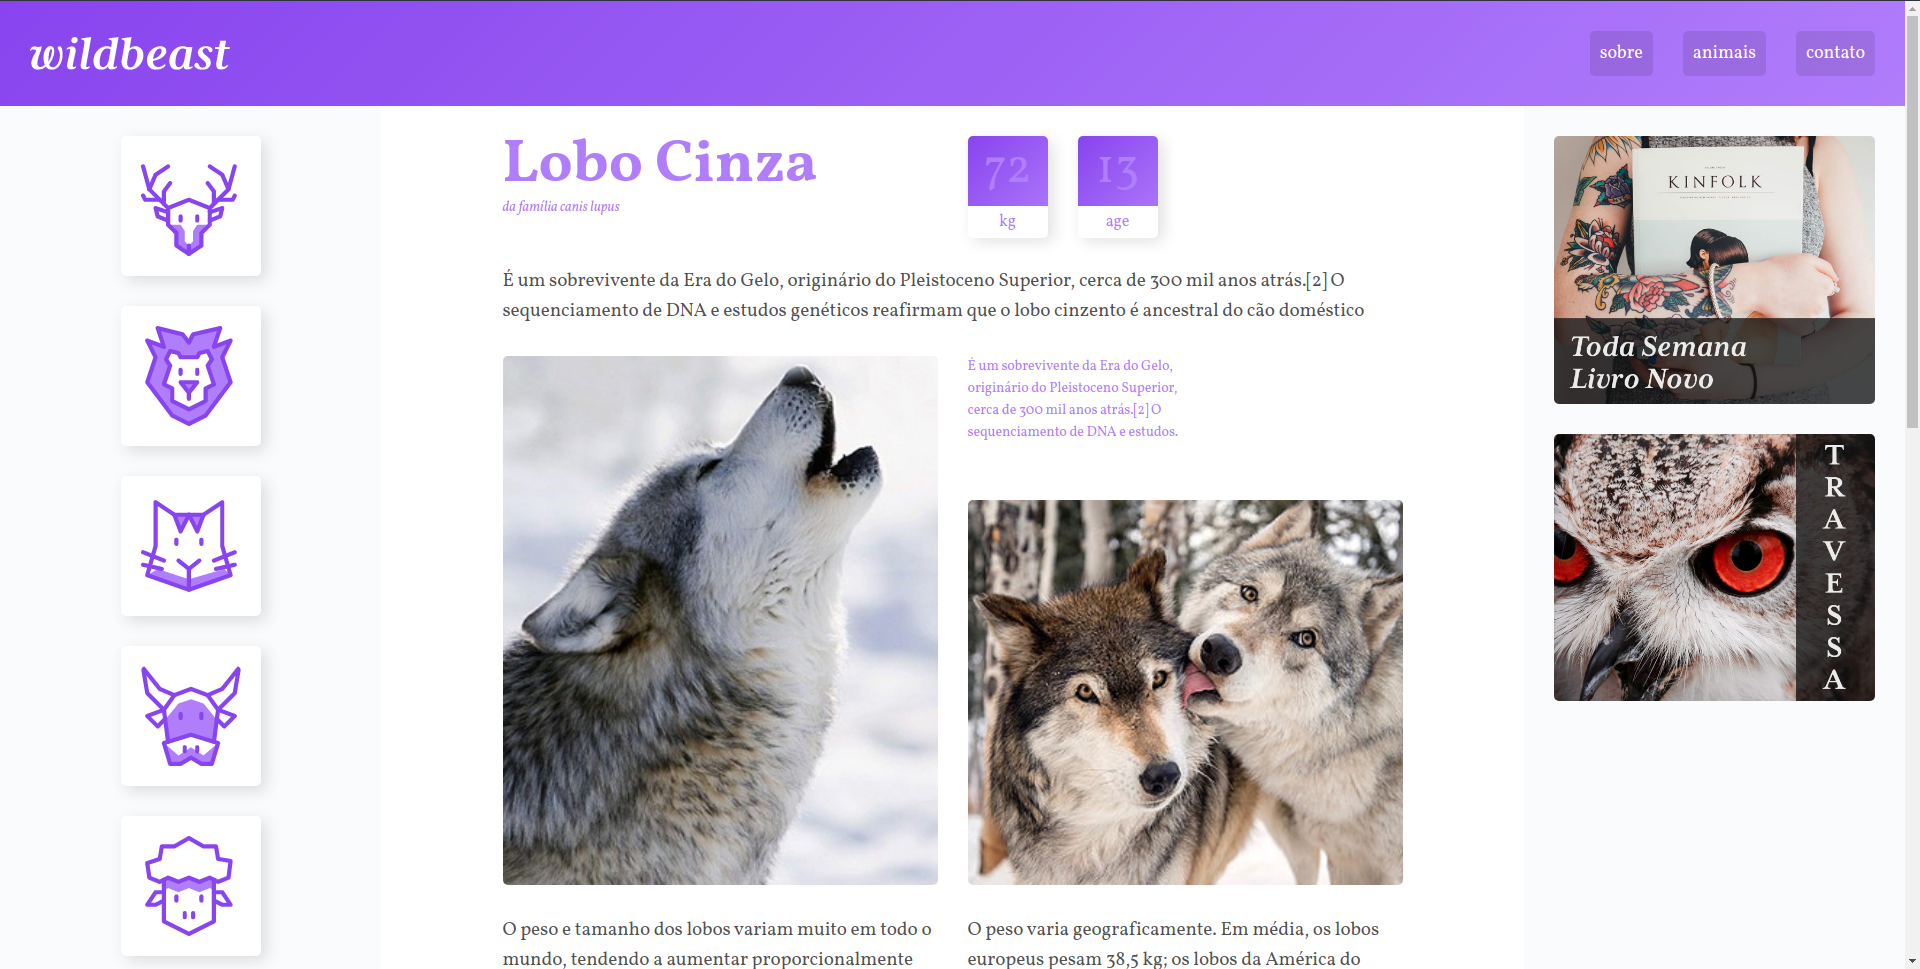 wildbeast
sobre
animais
contato
Lobo Cinza
da família canis lupus
72
kg
13
age
É um sobrevivente da Era do Gelo, originário do Pleistoceno Superior, cerca de 300 mil anos atrás.[2] O
sequenciamento de DNA e estudos genéticos reafirmam que o lobo cinzento é ancestral do cão doméstico
É um sobrevivente da Era do Gelo,
originário do Pleistoceno Superior,
cerca de 300 mil anos atrás.[2] O
sequenciamento de DNA e estudos.
O peso e tamanho dos lobos variam muito em todo o
mundo, tendendo a aumentar proporcionalmente
O peso varia geograficamente. Em média, os lobos
europeus pesam 38,5 kg; os lobos da América do
KINFOLK
Toda Semana
Livro Novo
TRAVESSA